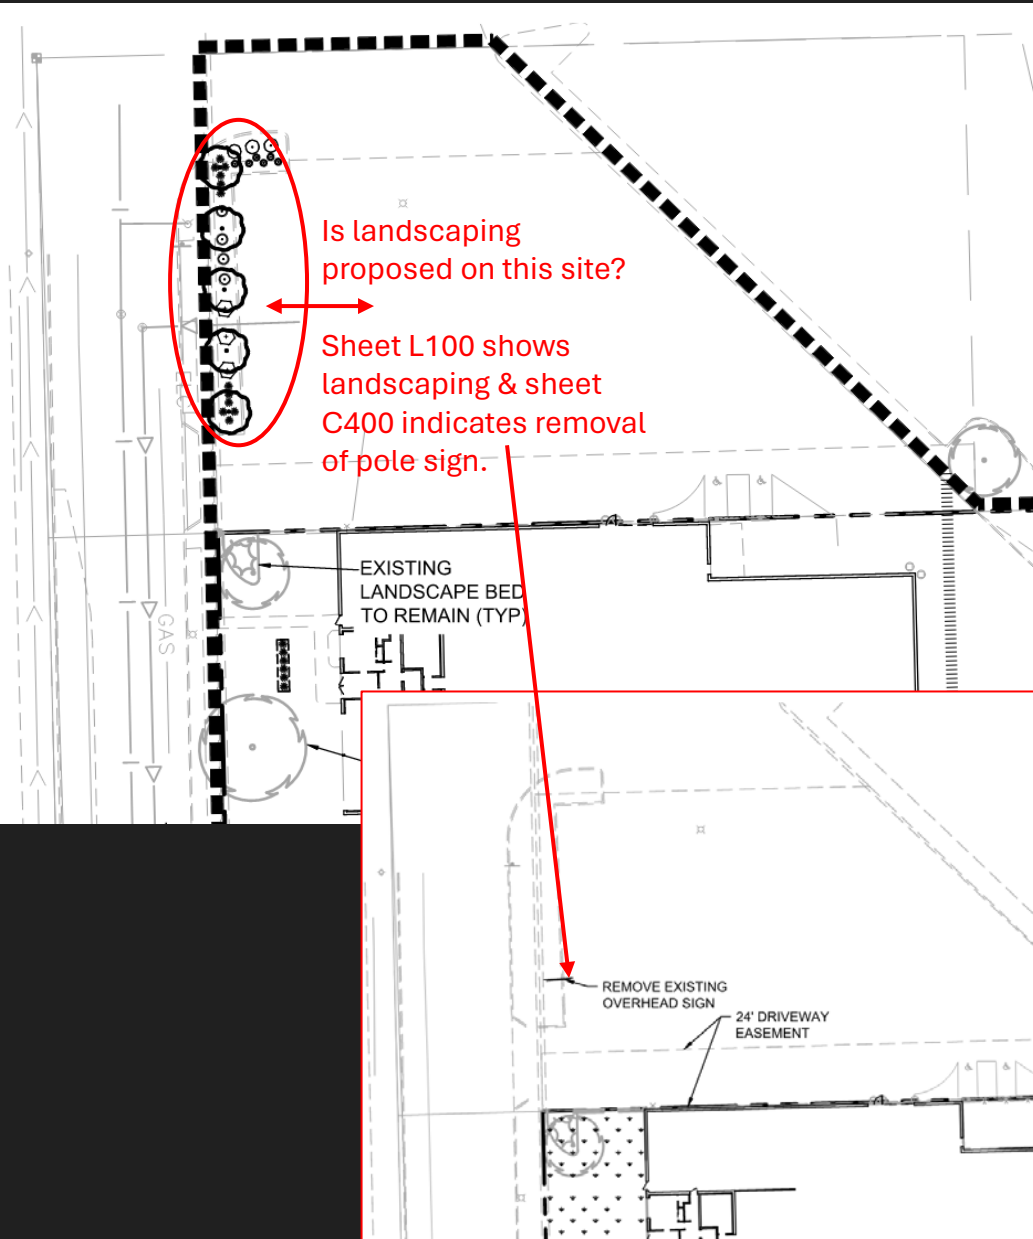 Is landscaping
proposed on this site?
Sheet L100 shows
landscaping & sheet
C400 indicates removal
of pole sign.
EXISTING
LANDSCAPE BED
TO REMAIN (TYP)
GAS
REMOVE EXISTING
OVERHEAD SIGN
24' DRIVEWAY
EASEMENT